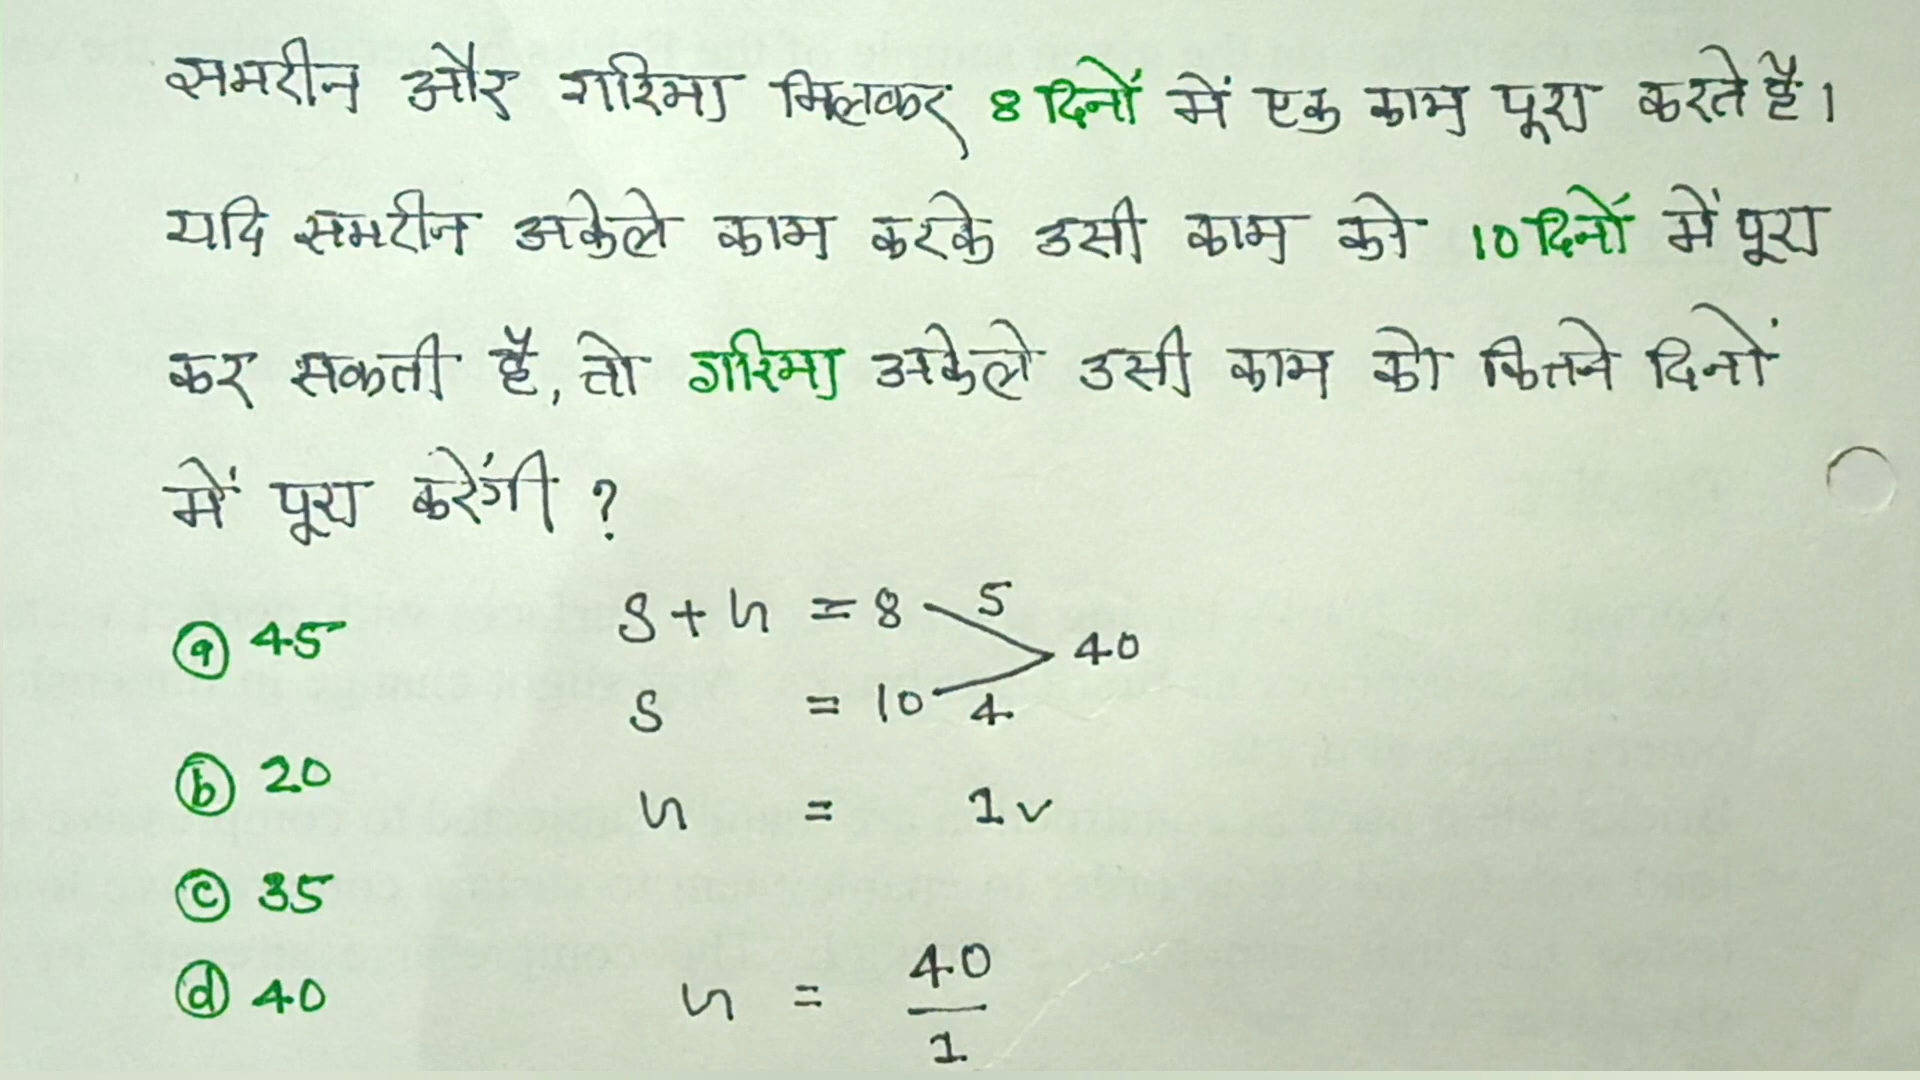 समरीन और गरिमा मिलकर 8 दिनों में एक काम पूरा करते है।
यदि समरीन अकेले काम करके उसी काम को 10 दिनों में पूरा
कर सकती है, तो गरिमा अकेले उसी काम को कितने दिनों
में पूरा करेंगी ?
ⓐ 45
ⓑ 20
ⓒ 35
ⓓ 40
S + ग = 8 5
40
S = 10 4
ग = 1 ✓
ग = 40
1